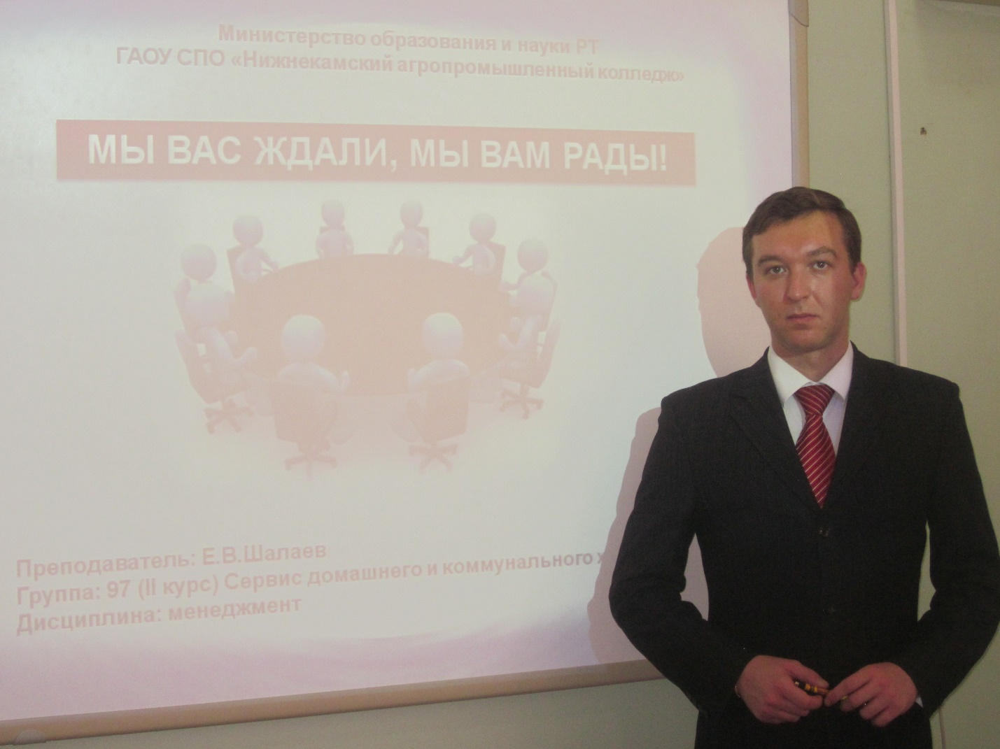 Министерство образования и науки РТ
ГАОУ СПО «Нижнекамский агропромышленный колледж»
МЫ ВАС ЖДАЛИ, МЫ ВАМ РАДЫ!
Преподаватель: Е.В.Шалаев
Группа: 97 (II курс) Сервис домашнего и коммунального
Дисциплина: менеджмент